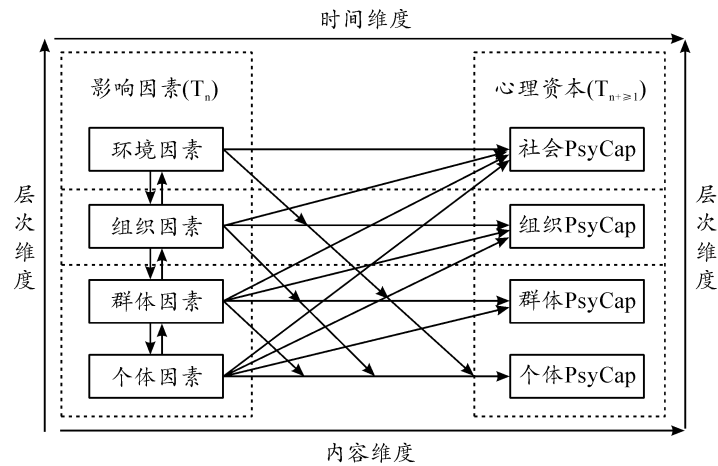 时间维度
影响因素(Tn)
心理资本(Tn+≥1)
环境因素
社会PsyCap
层次维度
层次维度
组织因素
组织PsyCap
群体因素
群体PsyCap
个体因素
个体PsyCap
内容维度